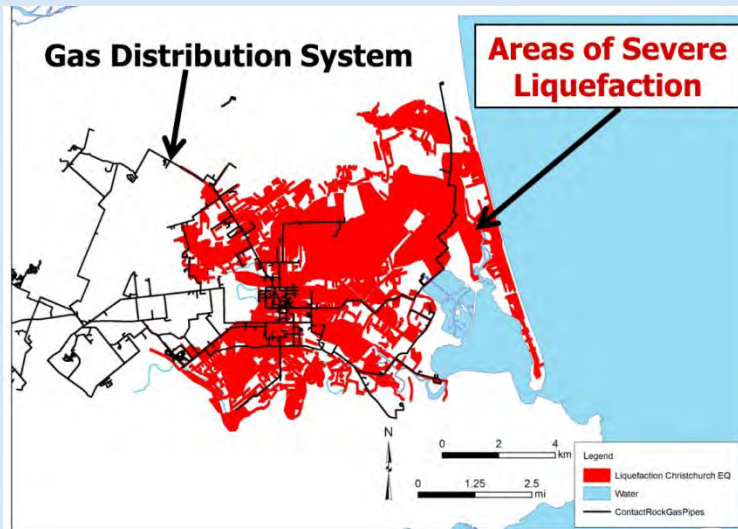 Gas Distribution System
Areas of Severe
Liquefaction
N
0 2 4
km
0 1.25 2.5
mi
Legend
Liquefaction Christchurch EQ
Water
ContactRockGasPipes